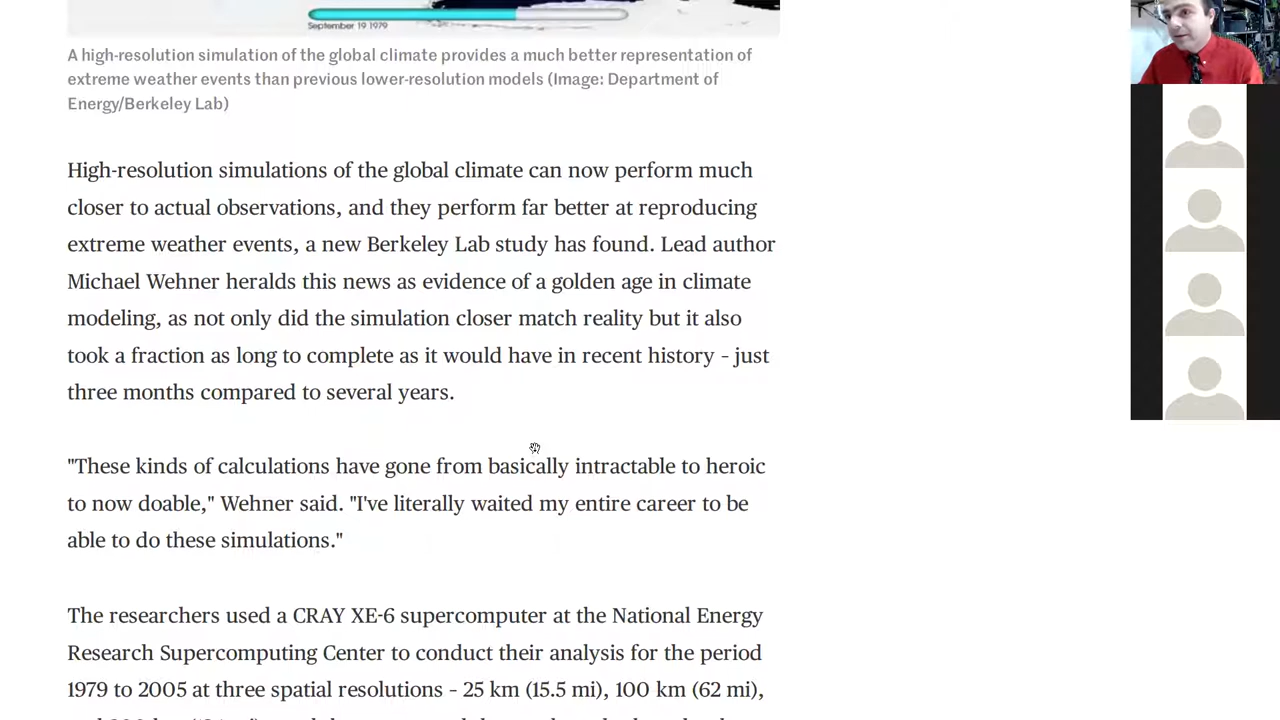 September 19 1979
A high-resolution simulation of the global climate provides a much better representation of
extreme weather events than previous lower-resolution models (Image: Department of
Energy/Berkeley Lab)
High-resolution simulations of the global climate can now perform much
closer to actual observations, and they perform far better at reproducing
extreme weather events, a new Berkeley Lab study has found. Lead author
Michael Wehner heralds this news as evidence of a golden age in climate
modeling, as not only did the simulation closer match reality but it also
took a fraction as long to complete as it would have in recent history – just
three months compared to several years.
"These kinds of calculations have gone from basically intractable to heroic
to now doable," Wehner said. "I've literally waited my entire career to be
able to do these simulations."
The researchers used a CRAY XE-6 supercomputer at the National Energy
Research Supercomputing Center to conduct their analysis for the period
1979 to 2005 at three spatial resolutions – 25 km (15.5 mi), 100 km (62 mi),